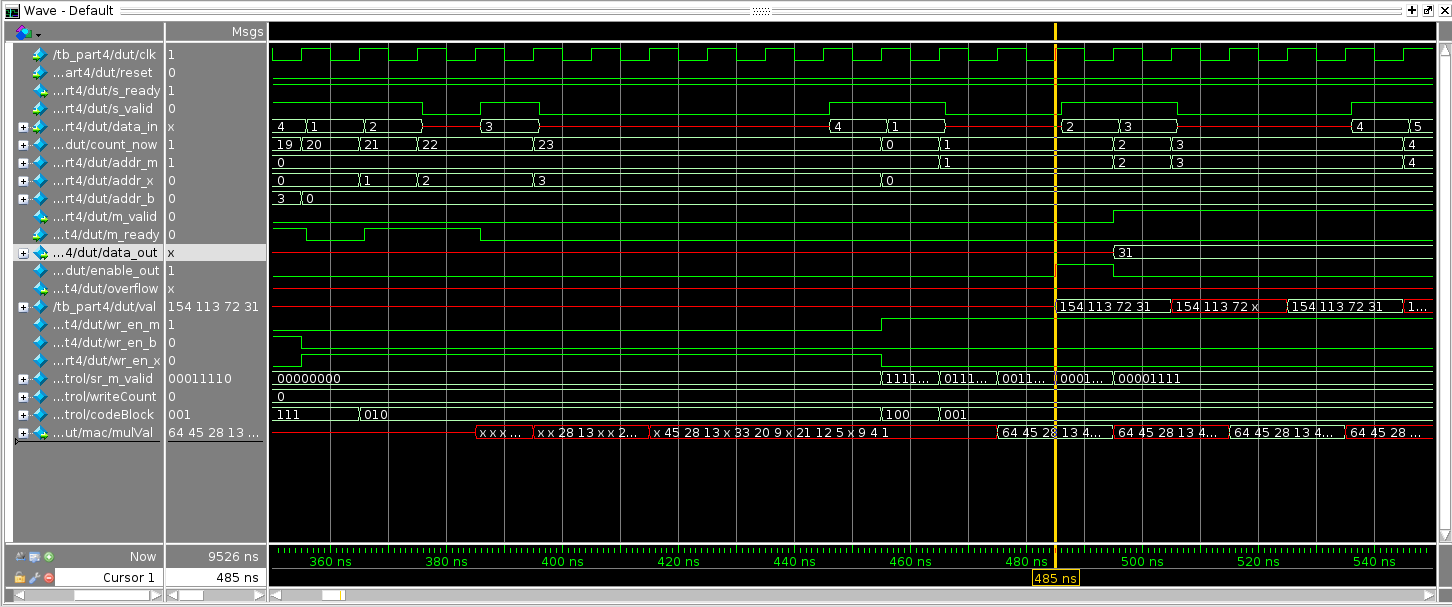 Wave - Default
Msgs
/tb_part4/dut/clk 1
...art4/dut/reset 0
...rt4/dut/s_ready 1
...rt4/dut/s_valid 0
...rt4/dut/data_in x 4 1 2 3 4 1 2 3 4 5
...dut/count_now 1 19 20 21 22 23 0 1 2 3 4
...rt4/dut/addr_m 1 0 1 2 3 4
...rt4/dut/addr_x 0 0 1 2 3 0
...rt4/dut/addr_b 0 3 0
...rt4/dut/m_valid 0
...t4/dut/m_ready 0
...4/dut/data_out x 31
...dut/enable_out 1
...t4/dut/overflow x
/tb_part4/dut/val 154 113 72 31 154 113 72 31 154 113 72 x 154 113 72 31 1...
...t4/dut/wr_en_m 1
...t4/dut/wr_en_b 0
...rt4/dut/wr_en_x 0
...trol/sr_m_valid 00011110 00000000 1111... 0111... 0011... 0001... 00001111
...trol/writeCount 0 0
...trol/codeBlock 001 111 010 100 001
...ut/mac/mulVal 64 45 28 13 ... x x x ... x x 28 13 x x 2... x 45 28 13 x 33 20 9 x 21 12 5 x 9 4 1 64 45 28 13 4... 64 45 28 13 4... 64 45 28 13 4... 64 45 28 ...
Now 9526 ns
360 ns 380 ns 400 ns 420 ns 440 ns 460 ns 480 ns 500 ns 520 ns 540 ns
Cursor 1 485 ns 485 ns